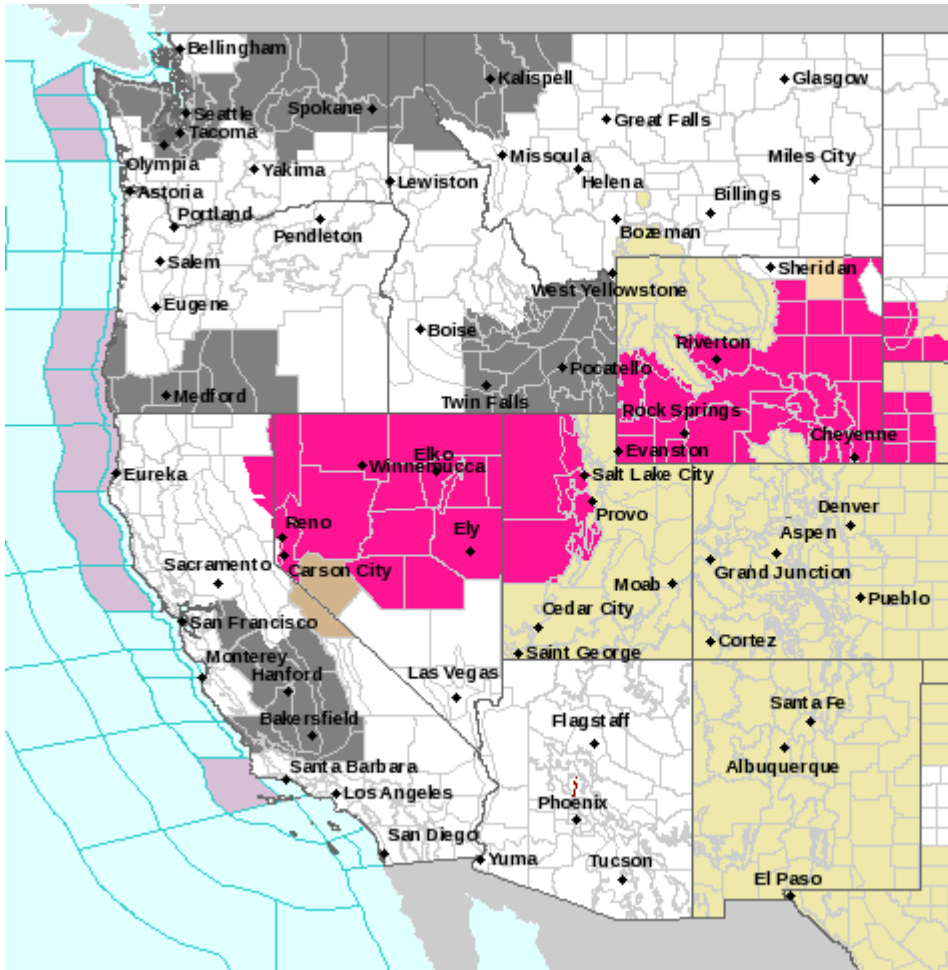 Bellingham
Kalispell
Glasgow
Seattle
Spokane
Tacoma
Great Falls
Olympia
Yakima
Missoula
Miles City
Helena
Lewiston
Astoria
Billings
Portland
Pendleton
Bozeman
Salem
Sheridan
West Yellowstone
Eugene
Boise
Riverton
Pocatello
Medford
Twin Falls
Rock Springs
Cheyenne
Evanston
Elko
Winnemucca
Eureka
Salt Lake City
Provo
Denver
Reno
Ely
Aspen
Carson City
Sacramento
Grand Junction
Moab
Pueblo
Cedar City
San Francisco
Cortez
Saint George
Monterey
Las Vegas
Hanford
Santa Fe
Bakersfield
Flagstaff
Albuquerque
Santa Barbara
Los Angeles
Phoenix
San Diego
Yuma
Tucson
El Paso